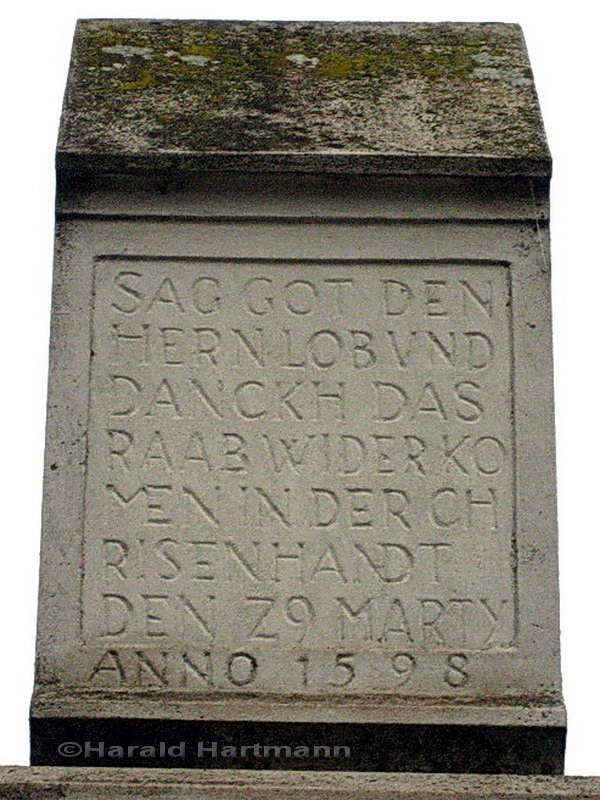 SAG GOT DEN
HERN LOB VND
DANCKH DAS
RAAB WIDER KO
MEN IN DER CH
RISENHANDT
DEN Z9 MARTY
ANNO 1598
©Harald Hartmann